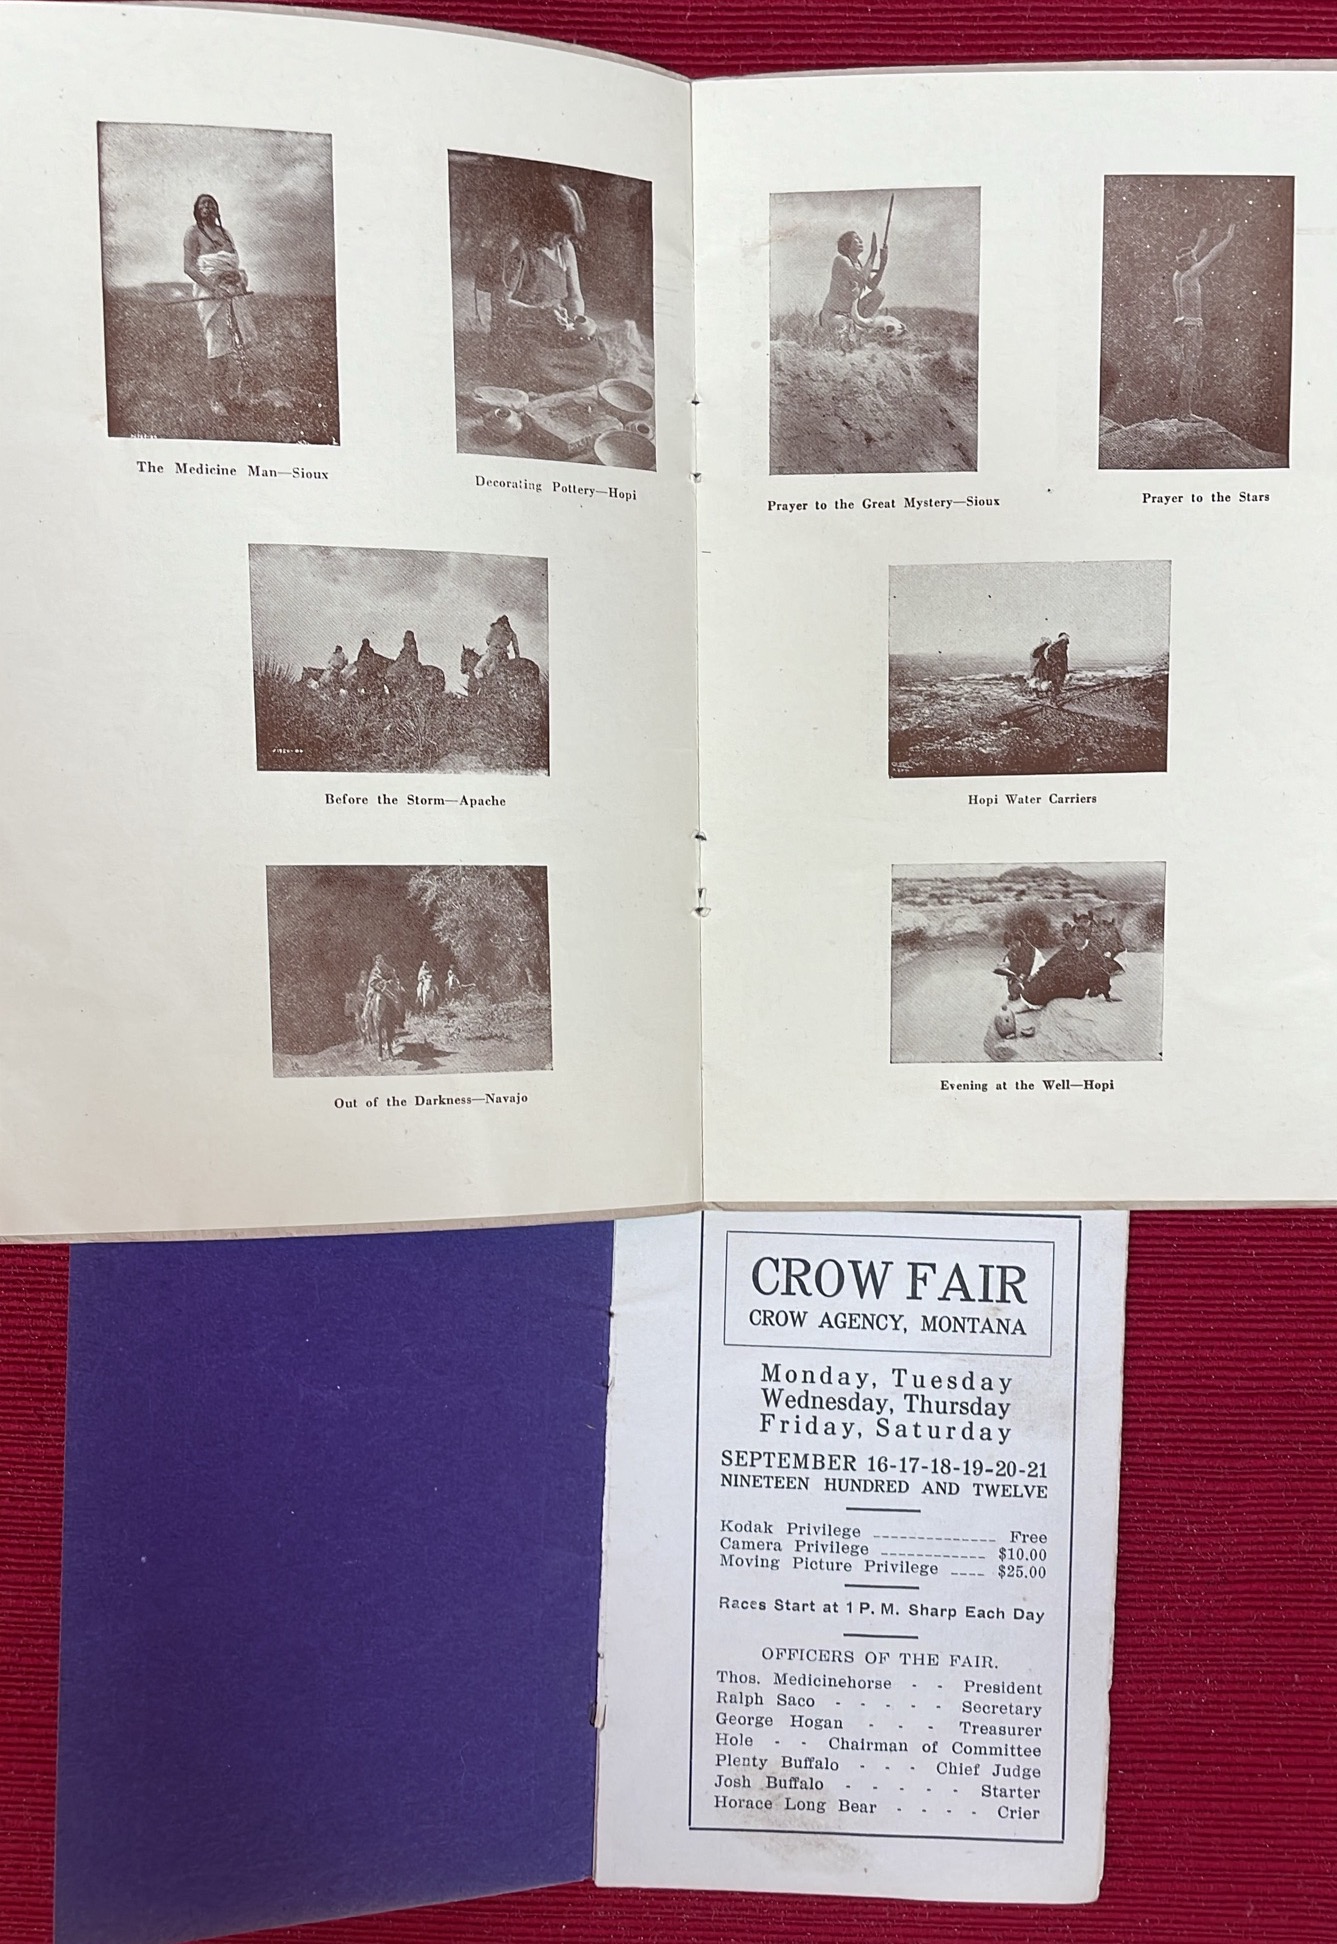 The Medicine Man—Sioux
Decorating Pottery—Hopi
Before the Storm—Apache
Out of the Darkness—Navajo
Prayer to the Great Mystery—Sioux
Prayer to the Stars
Hopi Water Carriers
Evening at the Well—Hopi
CROW FAIR
CROW AGENCY, MONTANA
Monday, Tuesday
Wednesday, Thursday
Friday, Saturday
SEPTEMBER 16-17-18-19-20-21
NINETEEN HUNDRED AND TWELVE
Kodak Privilege -------------- Free
Camera Privilege ------------ $10.00
Moving Picture Privilege ---- $25.00
Races Start at 1 P. M. Sharp Each Day
OFFICERS OF THE FAIR.
Thos. Medicinehorse - - President
Ralph Saco - - - - - Secretary
George Hogan - - - Treasurer
Hole - - Chairman of Committee
Plenty Buffalo - - - Chief Judge
Josh Buffalo - - - - - Starter
Horace Long Bear - - - - Crier